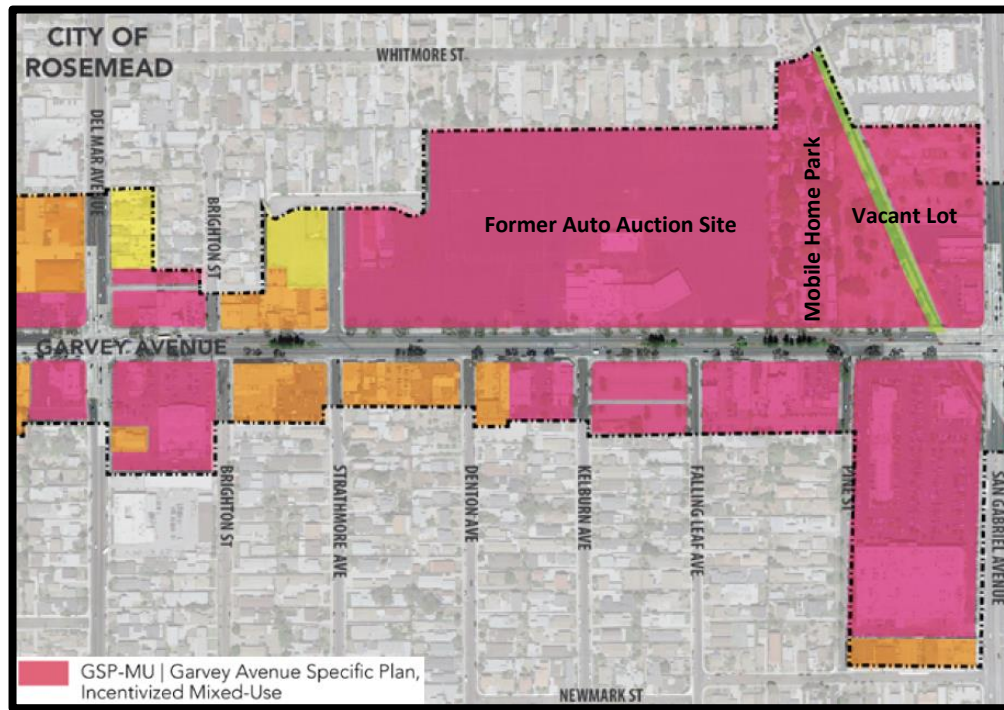 CITY OF
ROSEMEAD
WHITMORE ST
DEL MAR AVENUE
BRIGHTON ST
Former Auto Auction Site
Mobile Home Park
Vacant Lot
GARVEY AVENUE
BRIGHTON ST
STRATHMORE AVE
DENTON AVE
KELBURN AVE
FALLING LEAF AVE
PINE ST
SAN GABRIEL AVENUE
GSP-MU | Garvey Avenue Specific Plan,
Incentivized Mixed-Use
NEWMARK ST